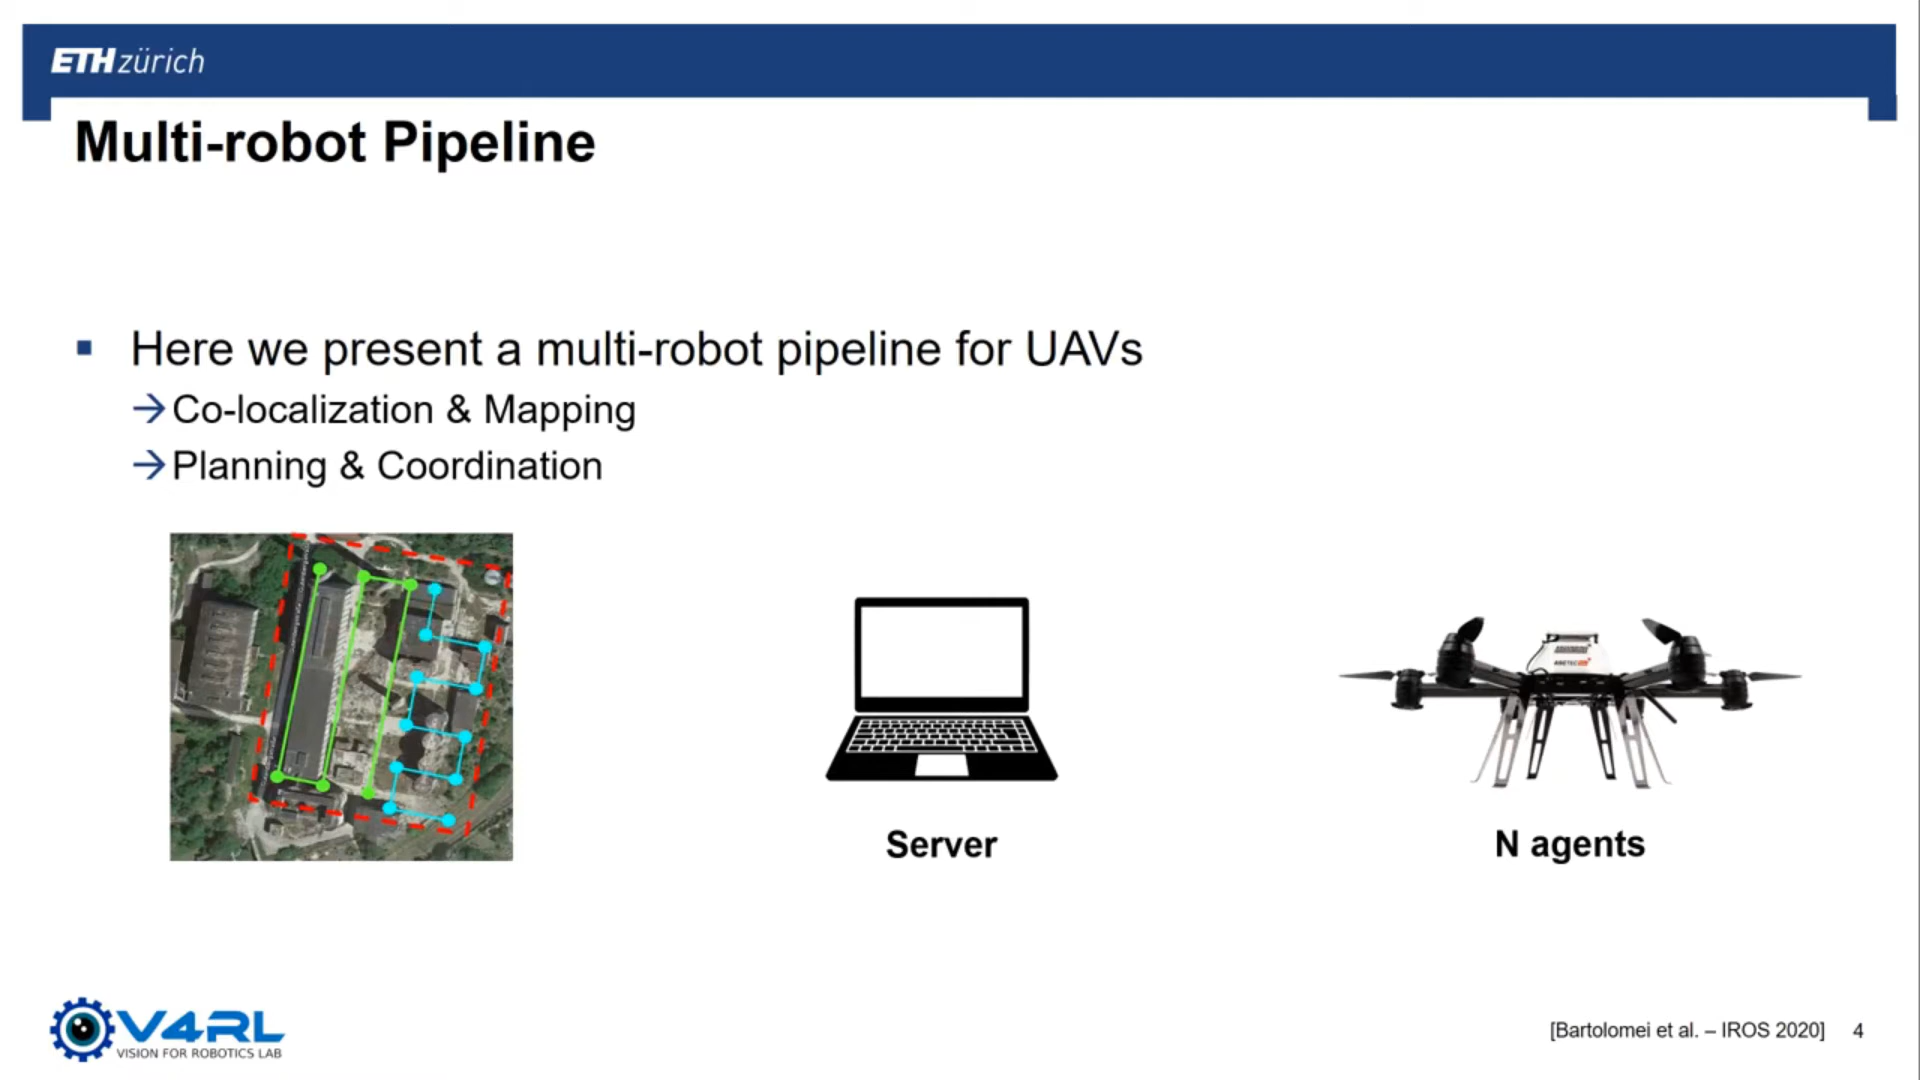 ETH zürich
Multi-robot Pipeline
Here we present a multi-robot pipeline for UAVs
→ Co-localization & Mapping
→ Planning & Coordination
Server
N agents
V4RL
VISION FOR ROBOTICS LAB
[Bartolomei et al. – IROS 2020] 4